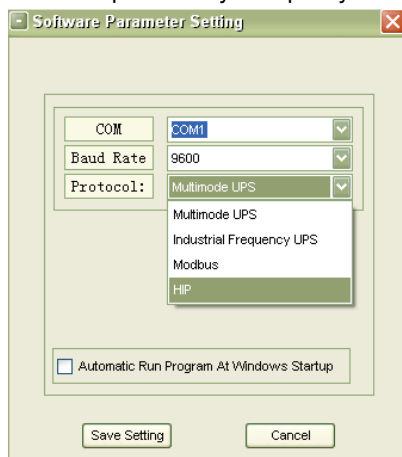 Software Parameter Setting
COM COM1
Baud Rate 9600
Protocol: Multimode UPS
Multimode UPS
Industrial Frequency UPS
Modbus
HIP
Automatic Run Program At Windows Startup
Save Setting Cancel